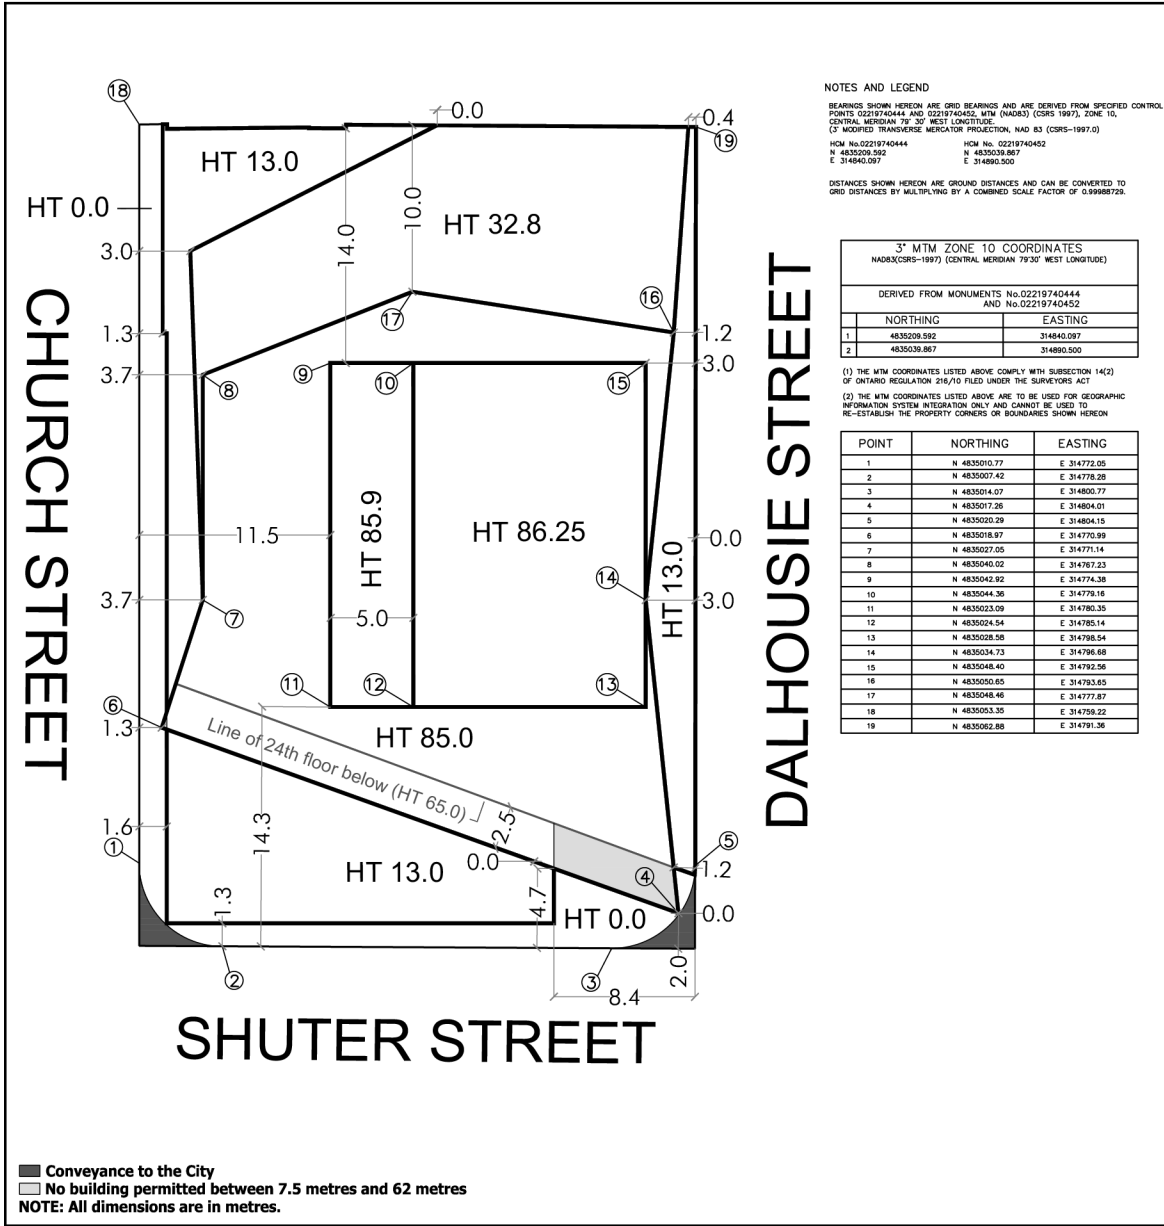 18
0.0
0.4
19
HT 13.0
HT 0.0
10.0
HT 32.8
14.0
3.0
16
17
1.3
1.2
3.7
8
9
10
15
3.0
CHURCH STREET
DALHOUSIE STREET
11.5
HT 85.9
HT 86.25
0.0
HT 13.0
14
3.7
7
5.0
3.0
11
12
13
6
1.3
HT 85.0
Line of 24th floor below (HT 65.0)
1.6
1
14.3
2.5
0.0
5
1.2
HT 13.0
4
1.3
4.7
HT 0.0
0.0
2
3
2.0
8.4
SHUTER STREET
NOTES AND LEGEND
BEARINGS SHOWN HEREON ARE GRID BEARINGS AND ARE DERIVED FROM SPECIFIED CONTROL
POINTS 02219740444 AND 02219740452, MTM (NAD83) (CSRS 1997), ZONE 10,
CENTRAL MERIDIAN 79° 30' WEST LONGTITUDE.
(3° MODIFIED TRANSVERSE MERCATOR PROJECTION, NAD 83 (CSRS-1997.0)
HCM No.02219740444 HCM No. 02219740452
N 4835209.592 N 4835039.867
E 314840.097 E 314890.500
DISTANCES SHOWN HEREON ARE GROUND DISTANCES AND CAN BE CONVERTED TO
GRID DISTANCES BY MULTIPLYING BY A COMBINED SCALE FACTOR OF 0.99988729.
3° MTM ZONE 10 COORDINATES
NAD83(CSRS-1997) (CENTRAL MERIDIAN 79°30' WEST LONGITUDE)
DERIVED FROM MONUMENTS No.02219740444
AND No.02219740452
NORTHING EASTING
1 4835209.592 314840.097
2 4835039.867 314890.500
(1) THE MTM COORDINATES LISTED ABOVE COMPLY WITH SUBSECTION 14(2)
OF ONTARIO REGULATION 216/10 FILED UNDER THE SURVEYORS ACT
(2) THE MTM COORDINATES LISTED ABOVE ARE TO BE USED FOR GEOGRAPHIC
INFORMATION SYSTEM INTEGRATION ONLY AND CANNOT BE USED TO
RE-ESTABLISH THE PROPERTY CORNERS OR BOUNDARIES SHOWN HEREON
POINT NORTHING EASTING
1 N 4835010.77 E 314772.05
2 N 4835007.42 E 314778.28
3 N 4835014.07 E 314800.77
4 N 4835017.26 E 314804.01
5 N 4835020.29 E 314804.15
6 N 4835018.97 E 314770.99
7 N 4835027.05 E 314771.14
8 N 4835040.02 E 314767.23
9 N 4835042.92 E 314774.38
10 N 4835044.36 E 314779.16
11 N 4835023.09 E 314780.35
12 N 4835024.54 E 314785.14
13 N 4835028.58 E 314798.54
14 N 4835034.73 E 314796.68
15 N 4835048.40 E 314792.56
16 N 4835050.65 E 314793.65
17 N 4835048.46 E 314777.87
18 N 4835053.35 E 314759.22
19 N 4835062.88 E 314791.36
Conveyance to the City
No building permitted between 7.5 metres and 62 metres
NOTE: All dimensions are in metres.